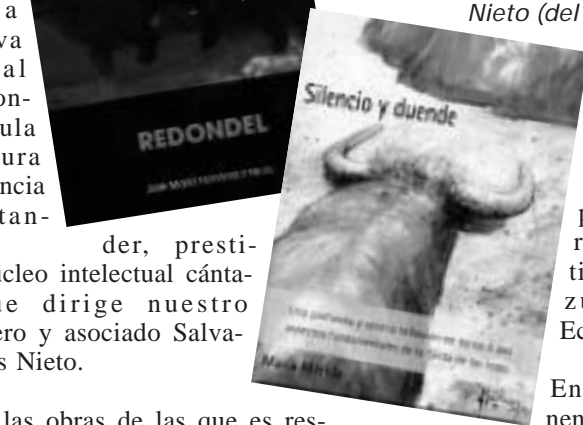 a
va
al
on-
ula
ura
ncia
tan-
der, presti-
úcleo intelectual cánta-
ue dirige nuestro
ero y asociado Salva-
s Nieto.
las obras de las que es res-
REDONDEL
Silencio y duende
Nieto (del
p
r
ti
zu
Ec
En
nem